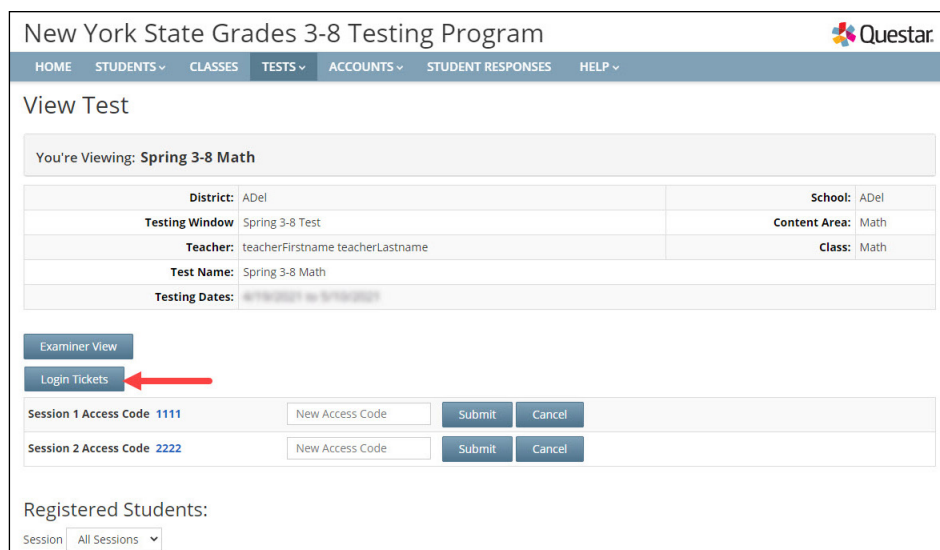 New York State Grades 3-8 Testing Program
Questar
HOME STUDENTS CLASSES TESTS ACCOUNTS STUDENT RESPONSES HELP
View Test
You're Viewing: Spring 3-8 Math
District: ADel School: ADel
Testing Window Spring 3-8 Test Content Area: Math
Teacher: teacherFirstname teacherLastname Class: Math
Test Name: Spring 3-8 Math
Testing Dates:
Examiner View
Login Tickets
Session 1 Access Code 1111 New Access Code Submit Cancel
Session 2 Access Code 2222 New Access Code Submit Cancel
Registered Students:
Session All Sessions